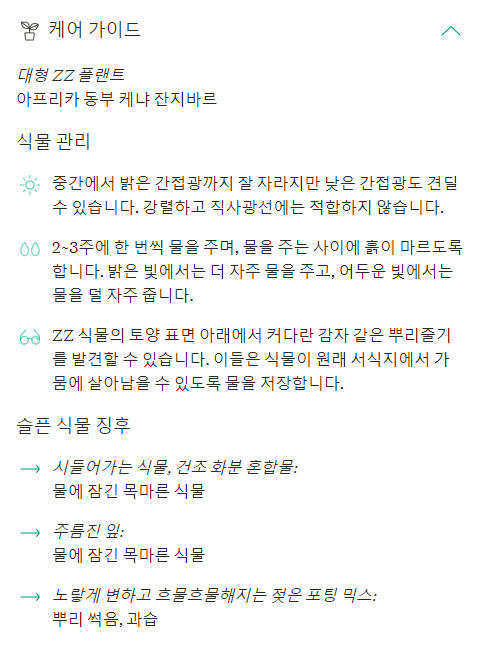 케어 가이드
대형 ZZ 플랜트
아프리카 동부 케냐 잔지바르
식물 관리
중간에서 밝은 간접광까지 잘 자라지만 낮은 간접광도 견딜
수 있습니다. 강렬하고 직사광선에는 적합하지 않습니다.
2~3주에 한 번씩 물을 주며, 물을 주는 사이에 흙이 마르도록
합니다. 밝은 빛에서는 더 자주 물을 주고, 어두운 빛에서는
물을 덜 자주 줍니다.
ZZ 식물의 토양 표면 아래에서 커다란 감자 같은 뿌리줄기
를 발견할 수 있습니다. 이들은 식물이 원래 서식지에서 가
뭄에 살아남을 수 있도록 물을 저장합니다.
슬픈 식물 징후
시들어가는 식물, 건조 화분 혼합물:
물에 잠긴 목마른 식물
주름진 잎:
물에 잠긴 목마른 식물
노랗게 변하고 흐물흐물해지는 젖은 포팅 믹스:
뿌리 썩음, 과습